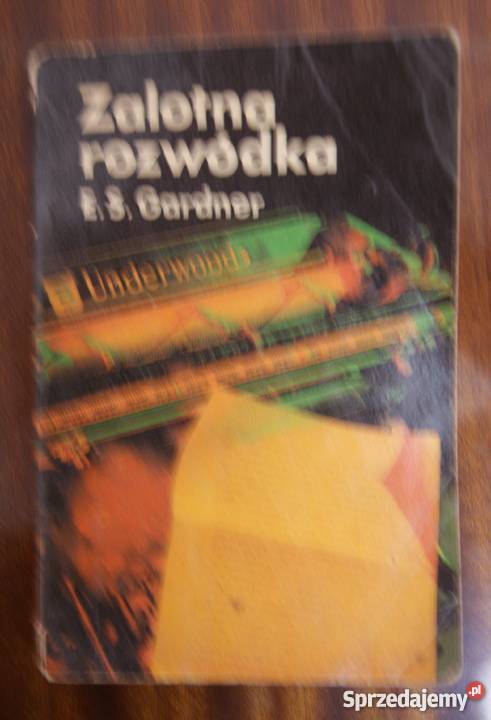 Zalotna
rozwódka
E. S. Gardner
Underwood
Sprzedajemy.pl